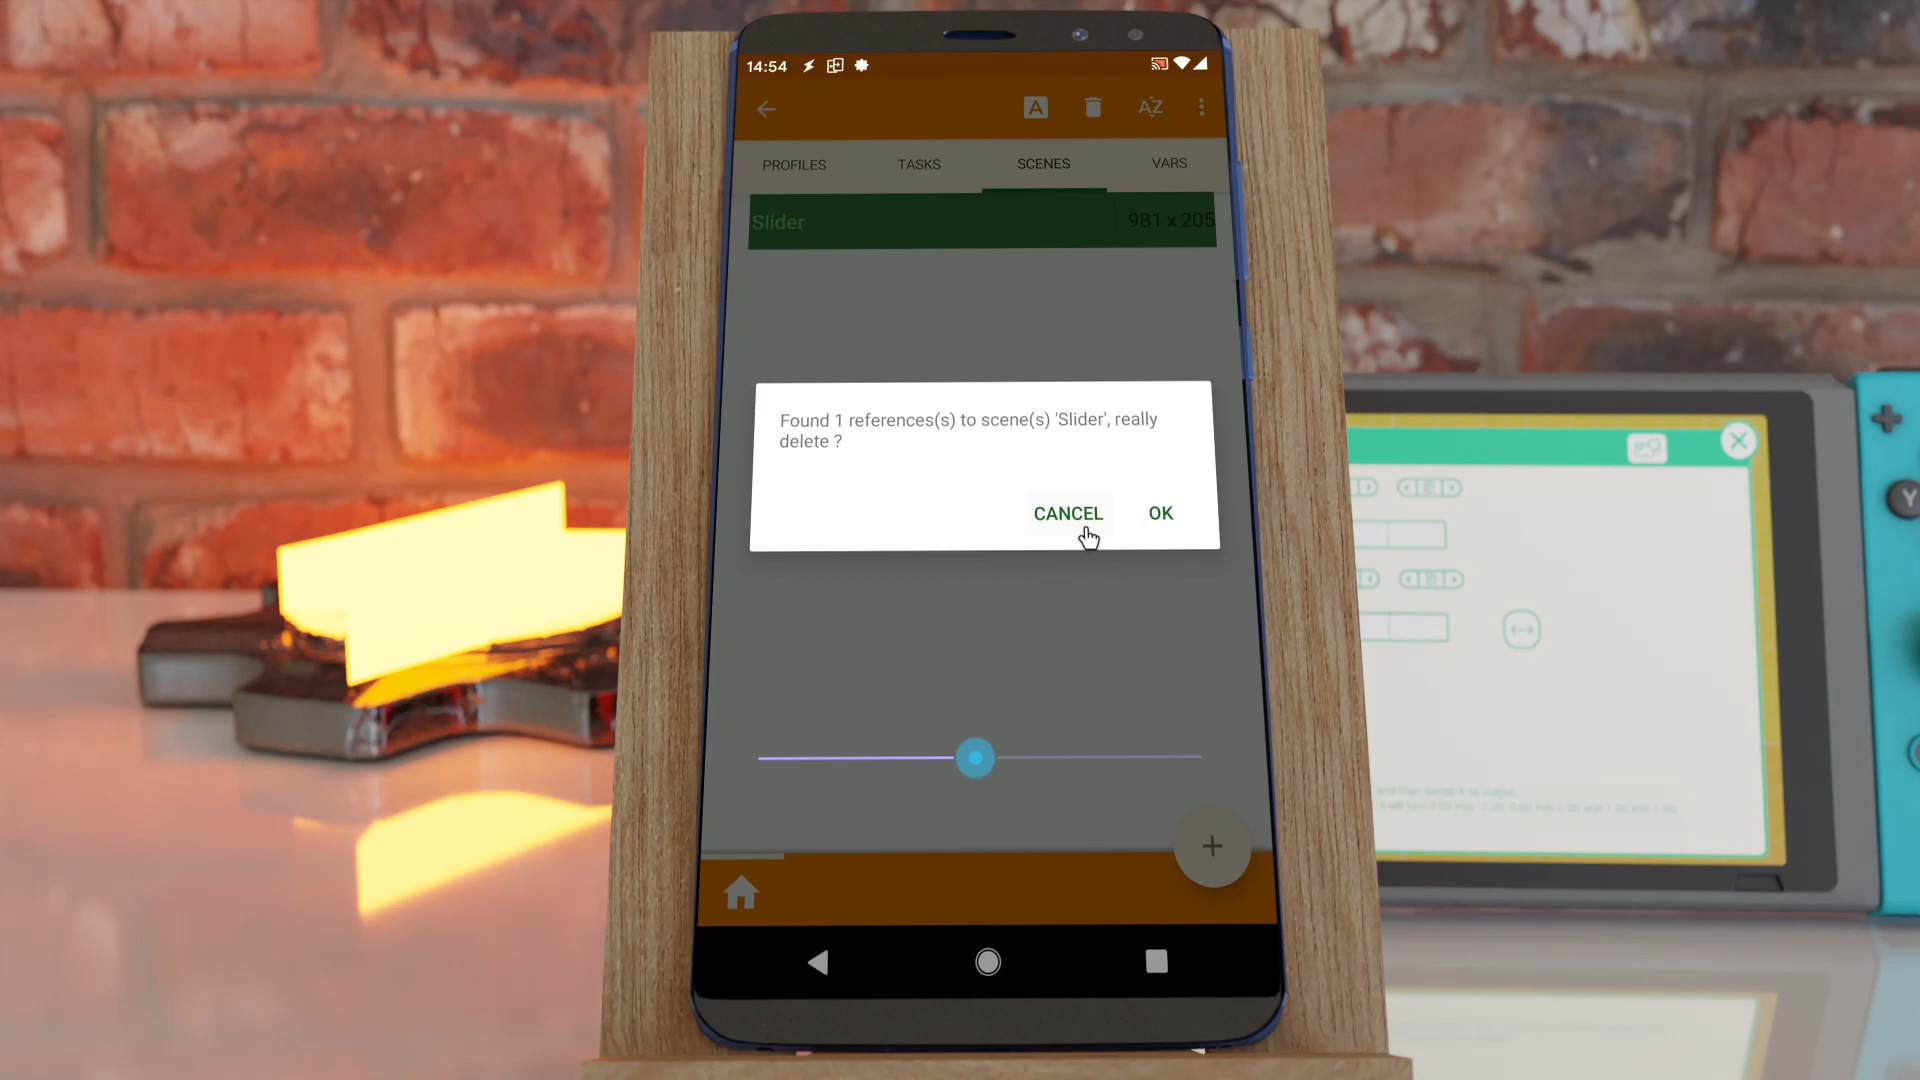 14:54
A
AZ
PROFILES TASKS SCENES VARS
Slider 981 x 205
Found 1 references(s) to scene(s) 'Slider', really
delete ?
CANCEL OK
Y